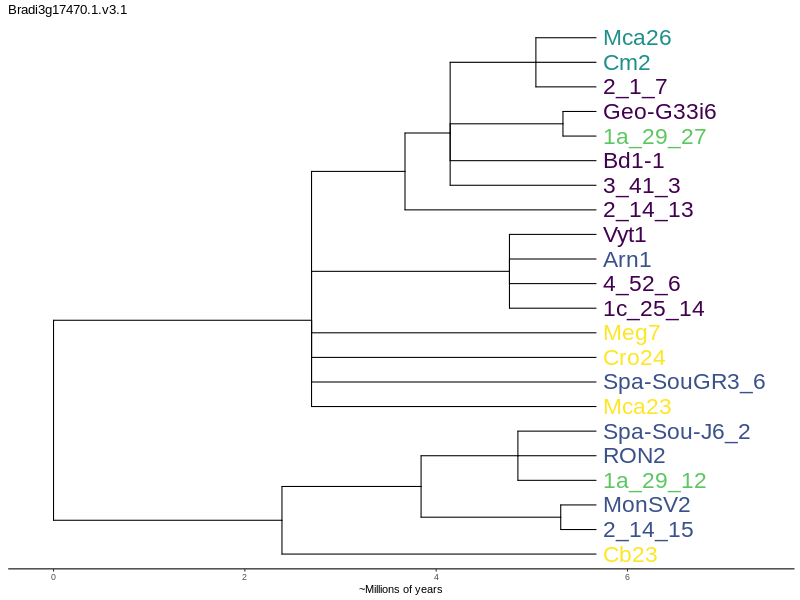 Bradi3g17470.1.v3.1
Mca26
Cm2
2_1_7
Geo-G33i6
1a_29_27
Bd1-1
3_41_3
2_14_13
Vyt1
Arn1
4_52_6
1c_25_14
Meg7
Cro24
Spa-SouGR3_6
Mca23
Spa-Sou-J6_2
RON2
1a_29_12
MonSV2
2_14_15
Cb23
0 2 4 6
~Millions of years